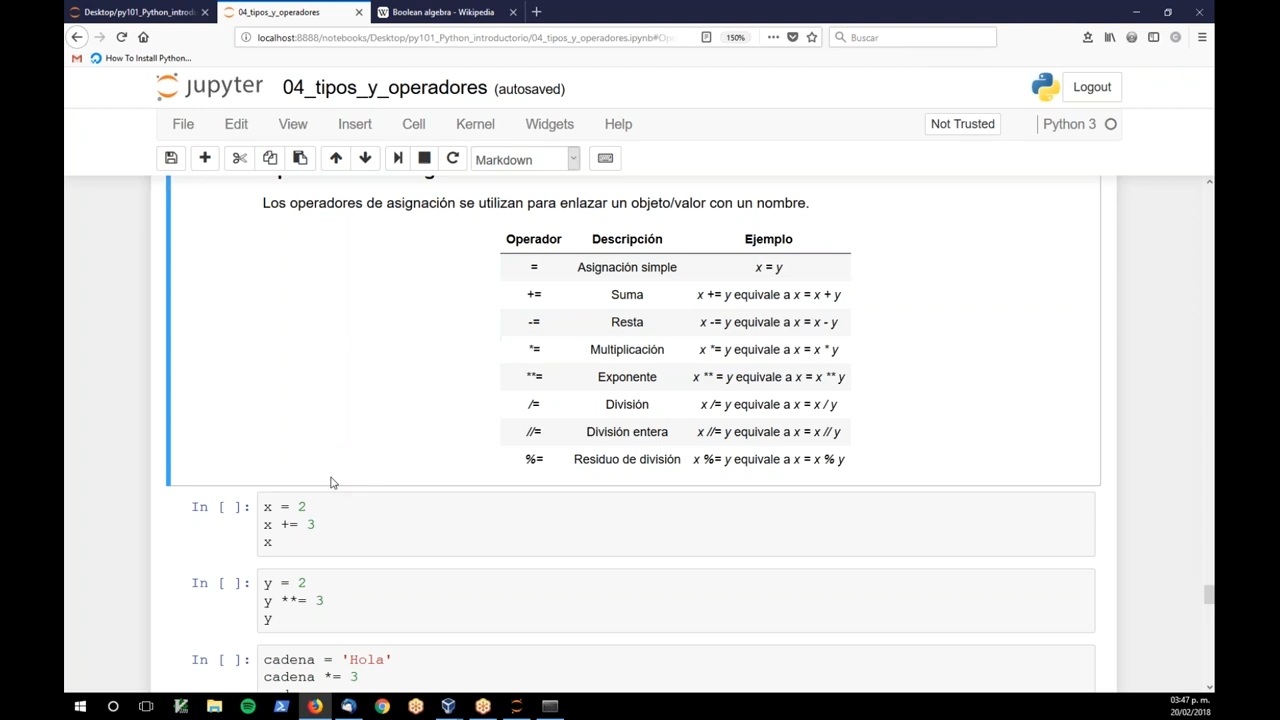 Desktop/py101_Python_introdu
04_tipos_y_operadores
Boolean algebra - Wikipedia
localhost:8888/notebooks/Desktop/py101_Python_introductorio/04_tipos_y_operadores.ipynb#Ope
150%
Buscar
How To Install Python...
jupyter 04_tipos_y_operadores (autosaved)
Logout
File Edit View Insert Cell Kernel Widgets Help
Not Trusted
Python 3
Markdown
Los operadores de asignación se utilizan para enlazar un objeto/valor con un nombre.
Operador Descripción Ejemplo
= Asignación simple x = y
+= Suma x += y equivale a x = x + y
-= Resta x -= y equivale a x = x - y
*= Multiplicación x *= y equivale a x = x * y
**= Exponente x ** = y equivale a x = x ** y
/= División x /= y equivale a x = x / y
//= División entera x //= y equivale a x = x // y
%= Residuo de división x %= y equivale a x = x % y
In [ ]: x = 2
x += 3
x
In [ ]: y = 2
y **= 3
y
In [ ]: cadena = 'Hola'
cadena *= 3
03:47 p. m.
20/02/2018